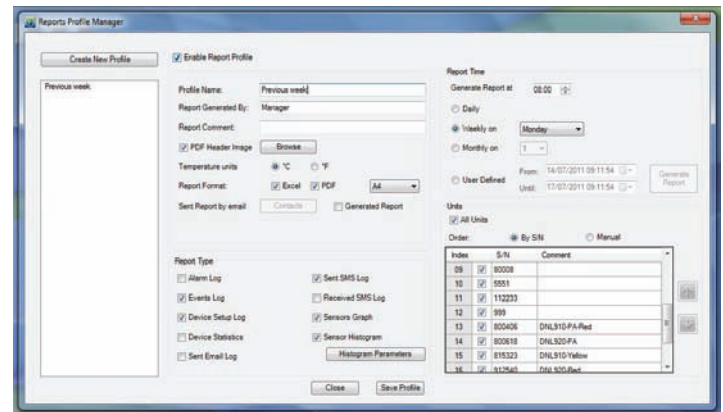 Reports Profile Manager
Create New Profile
Enable Report Profile
Previous week
Profile Name: Previous week
Report Generated By: Manager
Report Comment:
PDF Header Image Browse
Temperature units °C °F
Report Format: Excel PDF A4
Sent Report by email Contacts Generated Report
Report Type
Alarm Log Sent SMS Log
Events Log Received SMS Log
Device Setup Log Sensors Graph
Device Statistics Sensor Histogram
Sent Email Log Histogram Parameters
Report Time
Generate Report at 08:00
Daily
Weekly on Monday
Monthly on 1
User Defined From: 14/07/2011 09:11:54
Until: 17/07/2011 09:11:54
Generate Report
Units
All Units
Order: By S/N Manual
Index S/N Comment
09 80008
10 5551
11 112233
12 999
13 800406 DNL910-PA-Red
14 800618 DNL920-PA
15 815323 DNL910-Yellow
16 912540 DNL920-Red
Close Save Profile